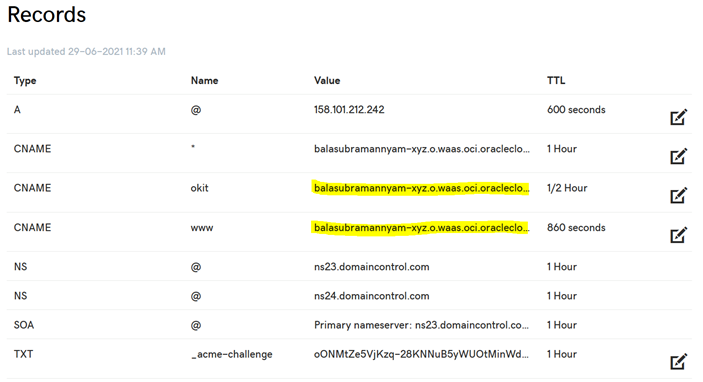 Records
Last updated 29-06-2021 11:39 AM
Type Name Value TTL
A @ 158.101.212.242 600 seconds
CNAME * balasubramannyam-xyz.o.waas.oci.oracleclo... 1 Hour
CNAME okit balasubramannyam-xyz.o.waas.oci.oracleclo... 1/2 Hour
CNAME www balasubramannyam-xyz.o.waas.oci.oracleclo... 860 seconds
NS @ ns23.domaincontrol.com 1 Hour
NS @ ns24.domaincontrol.com 1 Hour
SOA @ Primary nameserver: ns23.domaincontrol.co... 1 Hour
TXT _acme-challenge oONMtZe5VjKzq-28KNNuB5yWUOtMinWd... 1 Hour